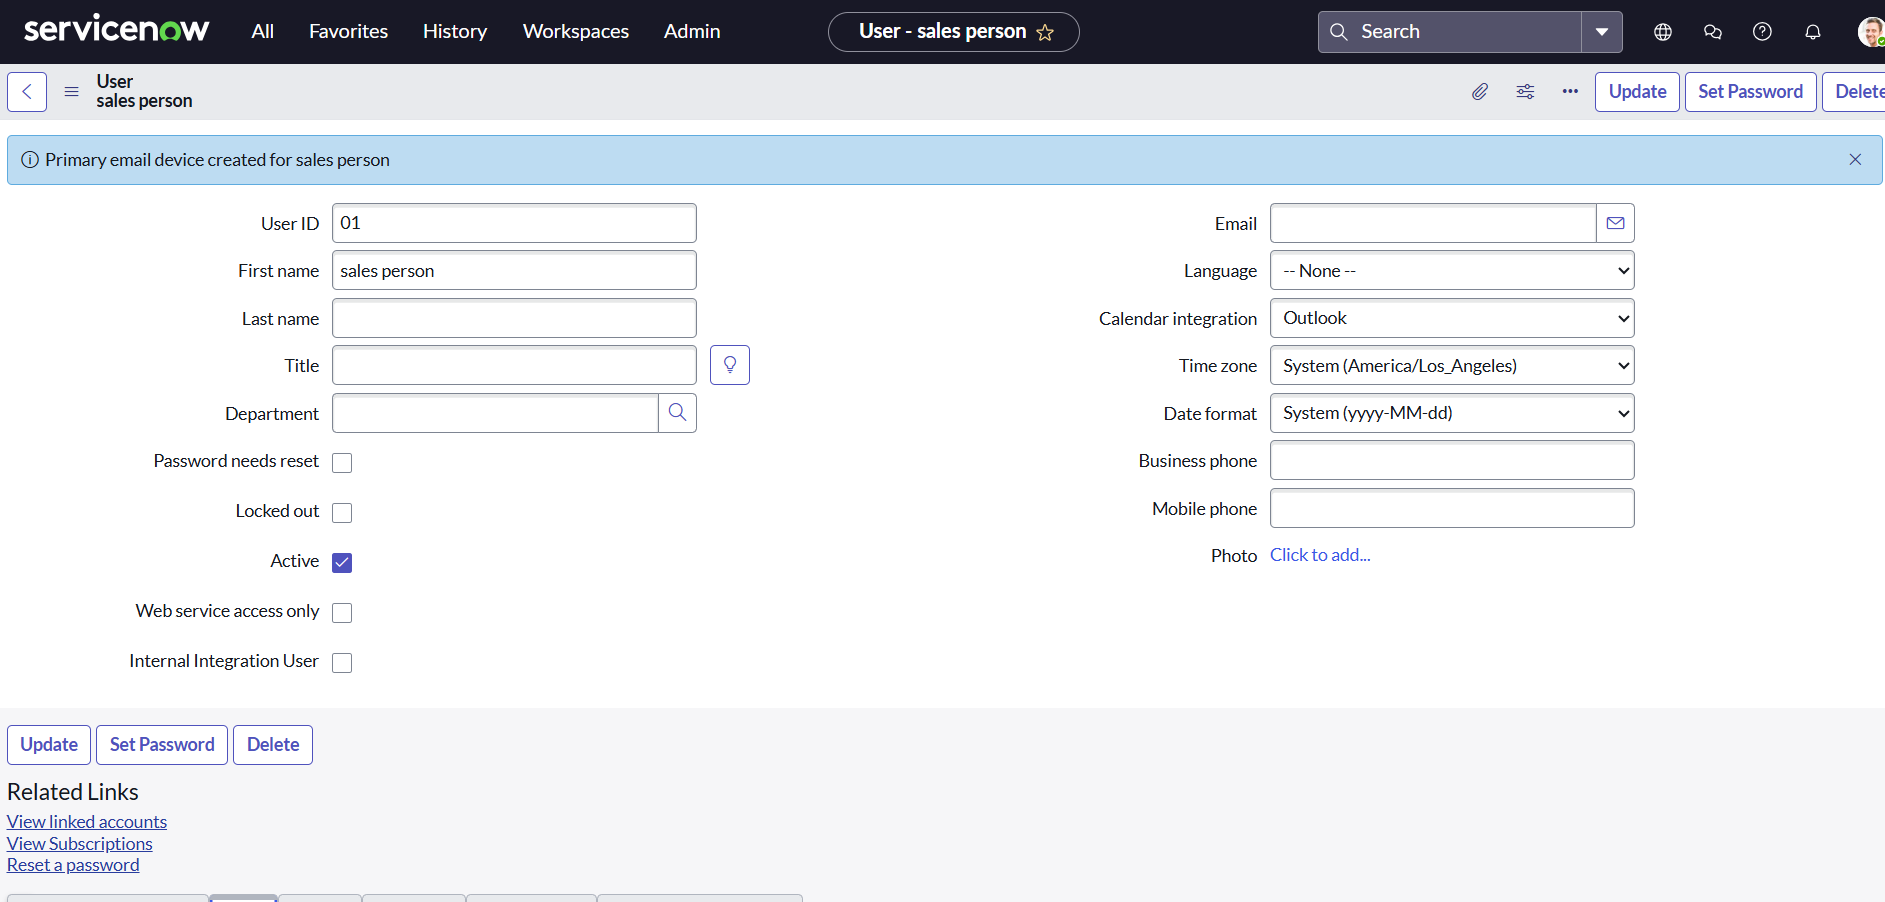 servicenow All Favorites History Workspaces Admin User - sales person Search
User
sales person
Update Set Password Delete
Primary email device created for sales person
User ID 01
First name sales person
Last name
Title
Department
Password needs reset
Locked out
Active
Web service access only
Internal Integration User
Email
Language -- None --
Calendar integration Outlook
Time zone System (America/Los_Angeles)
Date format System (yyyy-MM-dd)
Business phone
Mobile phone
Photo Click to add...
Update Set Password Delete
Related Links
View linked accounts
View Subscriptions
Reset a password